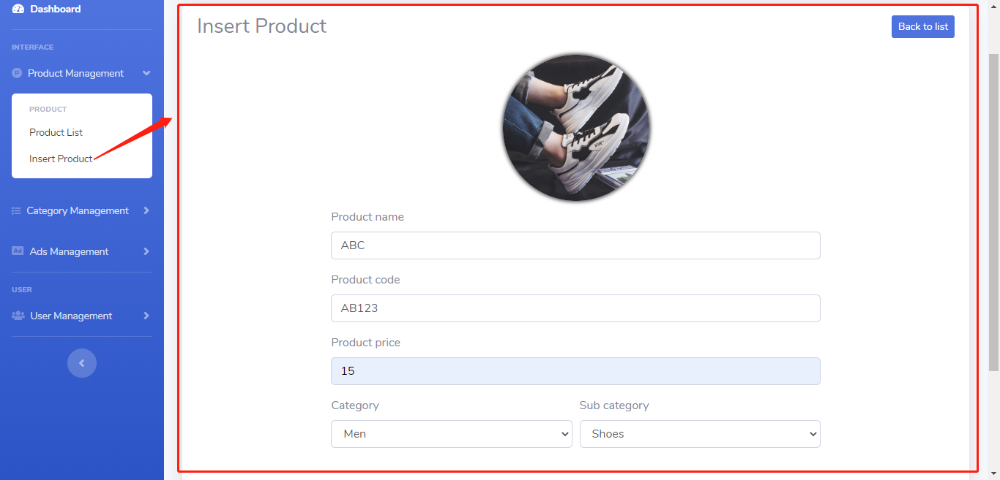 Dashboard
INTERFACE
Product Management
PRODUCT
Product List
Insert Product
Category Management
Ad
Ads Management
USER
User Management
Insert Product
Back to list
VIR
Product name
ABC
Product code
AB123
Product price
15
Category
Sub category
Men
Shoes